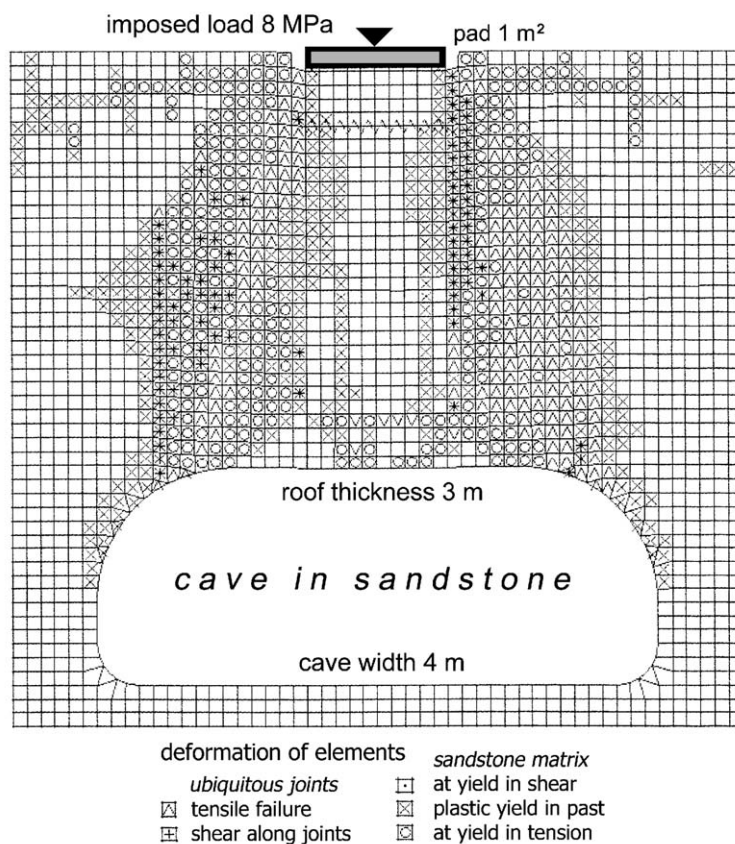 imposed load 8 MPa
pad 1 m²
roof thickness 3 m
cave in sandstone
cave width 4 m
deformation of elements
ubiquitous joints
tensile failure
shear along joints
sandstone matrix
at yield in shear
plastic yield in past
at yield in tension